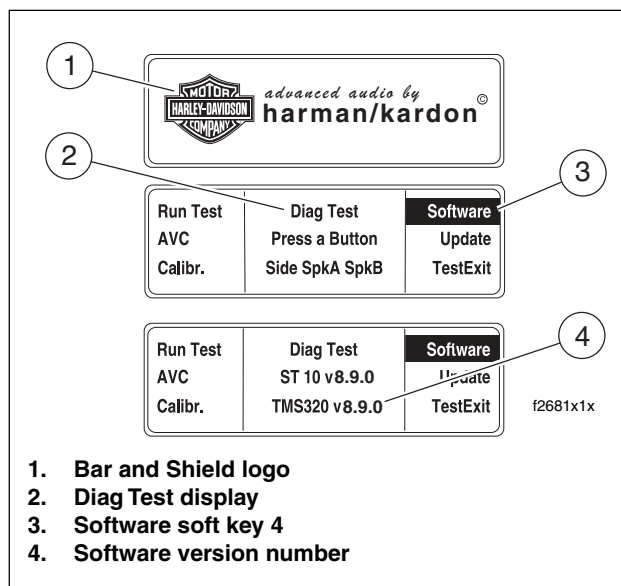 1
MOTOR
HARLEY-DAVIDSON
COMPANY
advanced audio by
harman/kardon©
2
3
Run Test Diag Test Software
AVC Press a Button Update
Calibr. Side SpkA SpkB TestExit
4
Run Test Diag Test Software
AVC ST 10 v8.9.0 Update
Calibr. TMS320 v8.9.0 TestExit
f2681x1x
1. Bar and Shield logo
2. Diag Test display
3. Software soft key 4
4. Software version number